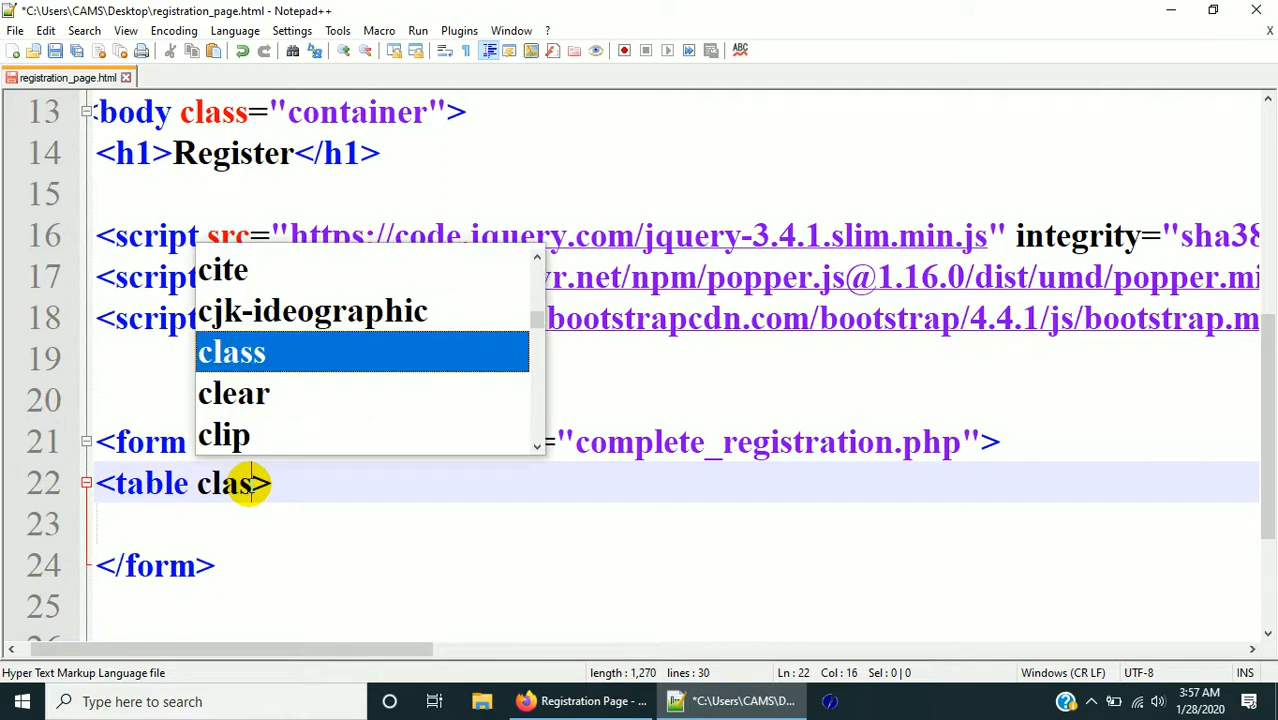 *C:\Users\CAMS\Desktop\registration_page.html - Notepad++
File Edit Search View Encoding Language Settings Tools Macro Run Plugins Window ? X
registration_page.html
13 <body class="container">
14 <h1>Register</h1>
15
16 <script src="https://code.jquery.com/jquery-3.4.1.slim.min.js" integrity="sha38
17 <script yr.net/npm/popper.js@1.16.0/dist/umd/popper.mi
18 <script bootstrapcdn.com/bootstrap/4.4.1/js/bootstrap.m
19
20
21 <form ="complete_registration.php">
22 <table clas>
23
24 </form>
25
cite
cjk-ideographic
class
clear
clip
Hyper Text Markup Language file length : 1,270 lines : 30 Ln : 22 Col : 16 Sel : 0 | 0 Windows (CR LF) UTF-8 INS
Type here to search Registration Page - ... *C:\Users\CAMS\D... 3:57 AM
1/28/2020